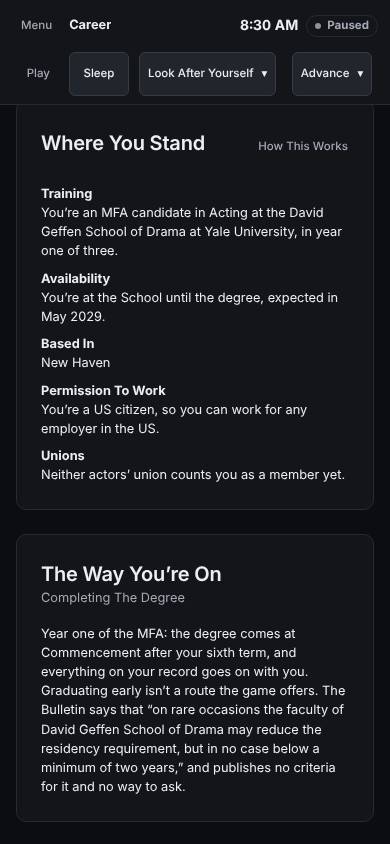 Menu Career 8:30 AM Paused
Play Sleep Look After Yourself ▾ Advance ▾
Where You Stand How This Works
Training
You’re an MFA candidate in Acting at the David
Geffen School of Drama at Yale University, in year
one of three.
Availability
You’re at the School until the degree, expected in
May 2029.
Based In
New Haven
Permission To Work
You’re a US citizen, so you can work for any
employer in the US.
Unions
Neither actors’ union counts you as a member yet.
The Way You’re On
Completing The Degree
Year one of the MFA: the degree comes at
Commencement after your sixth term, and
everything on your record goes on with you.
Graduating early isn’t a route the game offers. The
Bulletin says that “on rare occasions the faculty of
David Geffen School of Drama may reduce the
residency requirement, but in no case below a
minimum of two years,” and publishes no criteria
for it and no way to ask.